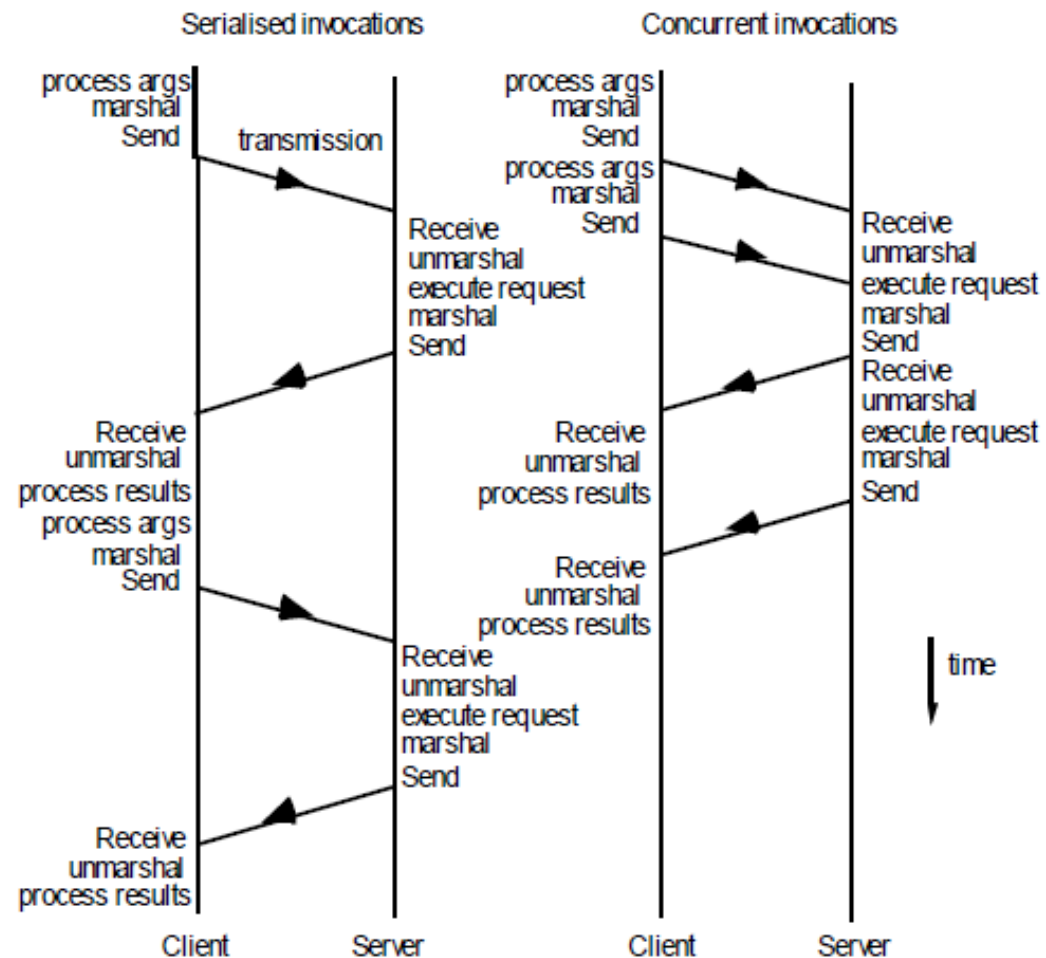 Serialised invocations
process args
marshal
Send
transmission
Receive
unmarshal
execute request
marshal
Send
Receive
unmarshal
process results
process args
marshal
Send
Receive
unmarshal
execute request
marshal
Send
Receive
unmarshal
process results
Client
Server
Concurrent invocations
process args
marshal
Send
process args
marshal
Send
Receive
unmarshal
execute request
marshal
Send
Receive
unmarshal
execute request
marshal
Send
Receive
unmarshal
process results
Receive
unmarshal
process results
time
Client
Server